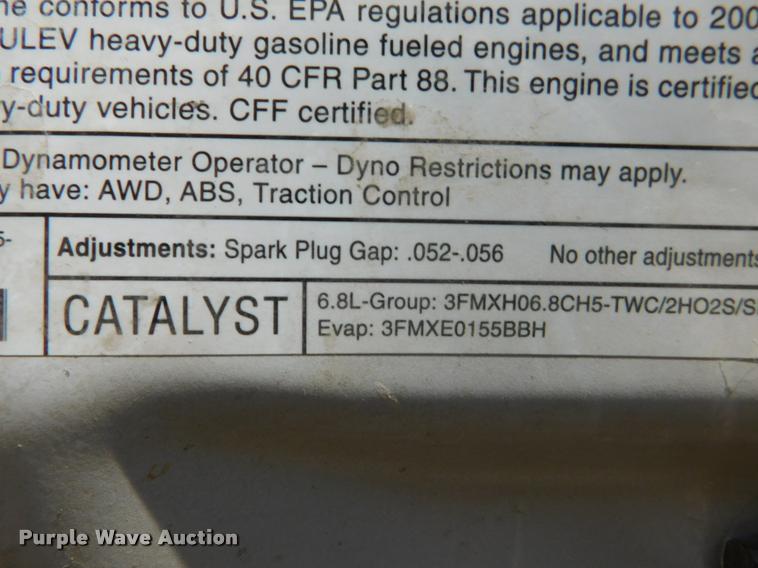 conforms to U.S. EPA regulations applicable to 200
ULEV heavy-duty gasoline fueled engines, and meets
requirements of 40 CFR Part 88. This engine is certified
y-duty vehicles. CFF certified.
Dynamometer Operator – Dyno Restrictions may apply.
y have: AWD, ABS, Traction Control
5-
Adjustments: Spark Plug Gap: .052-.056 No other adjustments
CATALYST
6.8L-Group: 3FMXH06.8CH5-TWC/2HO2S/S
Evap: 3FMXE0155BBH
Purple Wave Auction